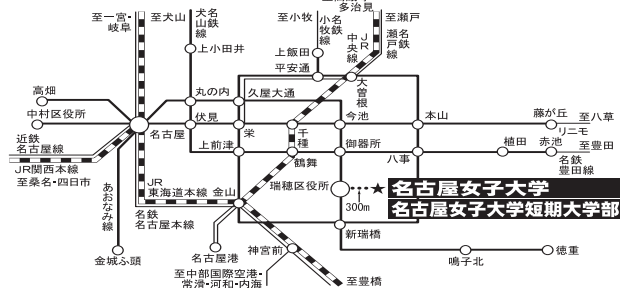 多治見
至一宮・
岐阜
至犬山
犬山線
名鉄
至小牧
小牧線
名鉄
中央線
JR
至瀬戸
瀬戸線
名鉄
上小田井
上飯田
平安通
大曽根
高畑
中村区役所
近鉄
名古屋線
JR関西本線
至桑名・四日市
名古屋
丸の内
久屋大通
伏見
栄
千種
今池
本山
藤が丘
至八草
リニモ
上前津
鶴舞
御器所
八事
植田
赤池
至豊田
名鉄
豊田線
あおなみ線
JR
東海道本線
金山
名鉄
名古屋本線
瑞穂区役所
300m
★
名古屋女子大学
名古屋女子大学短期大学部
新瑞橋
金城ふ頭
名古屋港
神宮前
鳴子北
徳重
至中部国際空港・
常滑・河和・内海
至豊橋